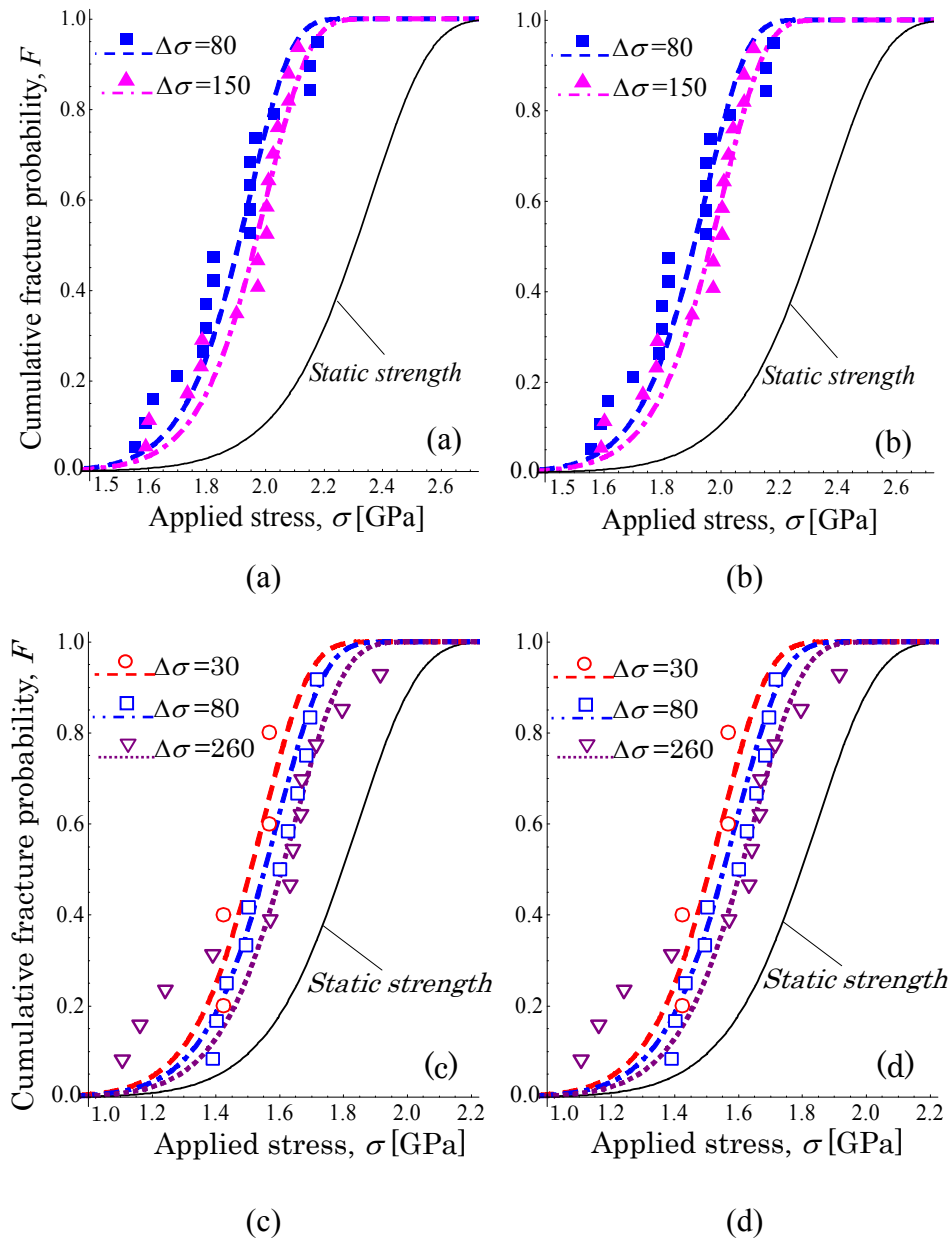 Cumulative fracture probability, F
1.0
0.8
0.6
0.4
0.2
0.0
Δσ=80
Δσ=150
Static strength
(a)
1.5 1.6 1.8 2.0 2.2 2.4 2.6
Applied stress, σ [GPa]
(a)
1.0
0.8
0.6
0.4
0.2
0.0
Δσ=80
Δσ=150
Static strength
(b)
1.5 1.6 1.8 2.0 2.2 2.4 2.6
Applied stress, σ [GPa]
(b)
Cumulative fracture probability, F
1.0
0.8
0.6
0.4
0.2
0.0
Δσ=30
Δσ=80
Δσ=260
Static strength
(c)
1.0 1.2 1.4 1.6 1.8 2.0 2.2
Applied stress, σ [GPa]
(c)
1.0
0.8
0.6
0.4
0.2
0.0
Δσ=30
Δσ=80
Δσ=260
Static strength
(d)
1.0 1.2 1.4 1.6 1.8 2.0 2.2
Applied stress, σ [GPa]
(d)